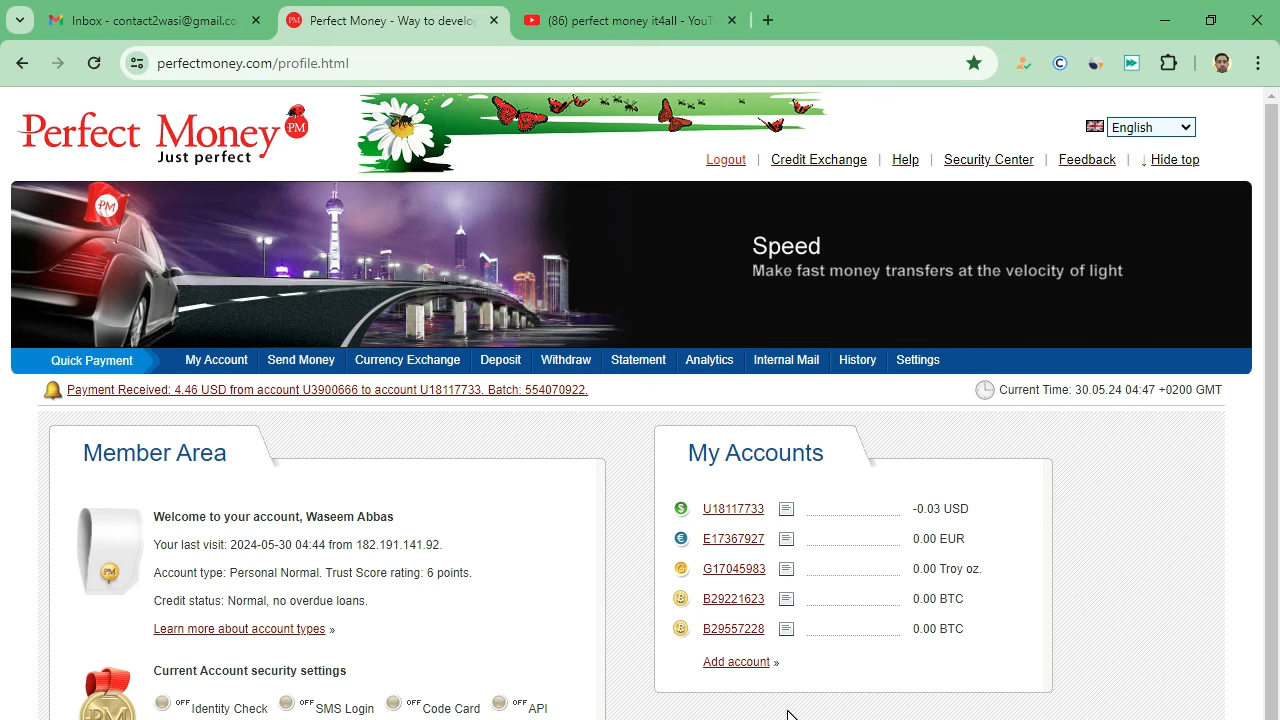 Inbox - contact2wasi@gmail.co
Perfect Money - Way to develop
(86) perfect money it4all - YouT
perfectmoney.com/profile.html
Perfect Money PM
Just perfect
English
Logout | Credit Exchange | Help | Security Center | Feedback | ↓ Hide top
PM
Speed
Make fast money transfers at the velocity of light
Quick Payment My Account Send Money Currency Exchange Deposit Withdraw Statement Analytics Internal Mail History Settings
Payment Received: 4.46 USD from account U3900666 to account U18117733. Batch: 554070922.
Current Time: 30.05.24 04:47 +0200 GMT
Member Area
Welcome to your account, Waseem Abbas
Your last visit: 2024-05-30 04:44 from 182.191.141.92.
Account type: Personal Normal. Trust Score rating: 6 points.
Credit status: Normal, no overdue loans.
Learn more about account types »
PM
Current Account security settings
OFF Identity Check OFF SMS Login OFF Code Card OFF API
PM
My Accounts
U18117733 -0.03 USD
E17367927 0.00 EUR
G17045983 0.00 Troy oz.
B29221623 0.00 BTC
B29557228 0.00 BTC
Add account »